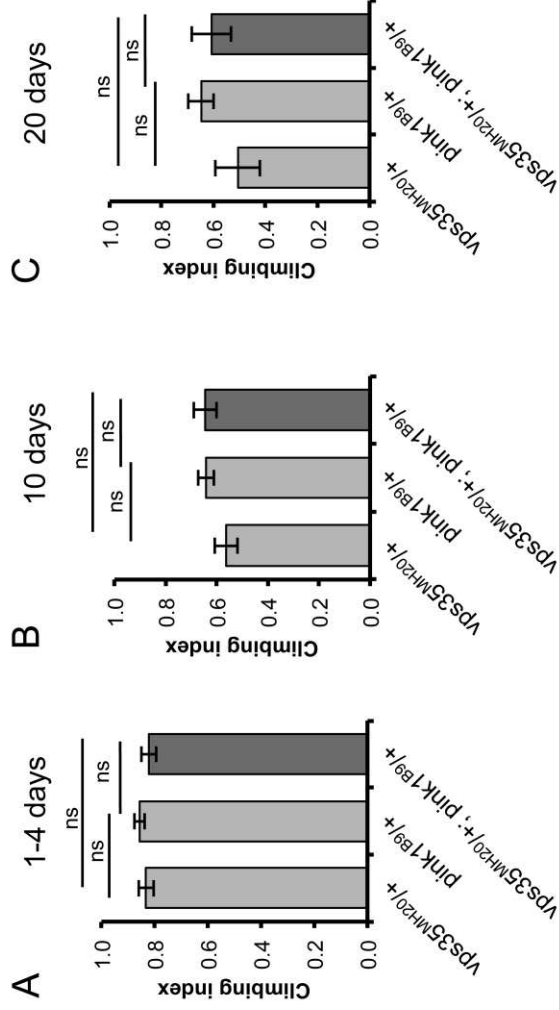 A
1-4 days
ns
ns
ns
Climbing index
1.0
0.8
0.6
0.4
0.2
0.0
vps35MH20/+
pink1B9/+
vps35MH20/+; pink1B9/+
B
10 days
ns
ns
ns
Climbing index
1.0
0.8
0.6
0.4
0.2
0.0
vps35MH20/+
pink1B9/+
vps35MH20/+; pink1B9/+
C
20 days
ns
ns
ns
Climbing index
1.0
0.8
0.6
0.4
0.2
0.0
vps35MH20/+
pink1B9/+
vps35MH20/+; pink1B9/+